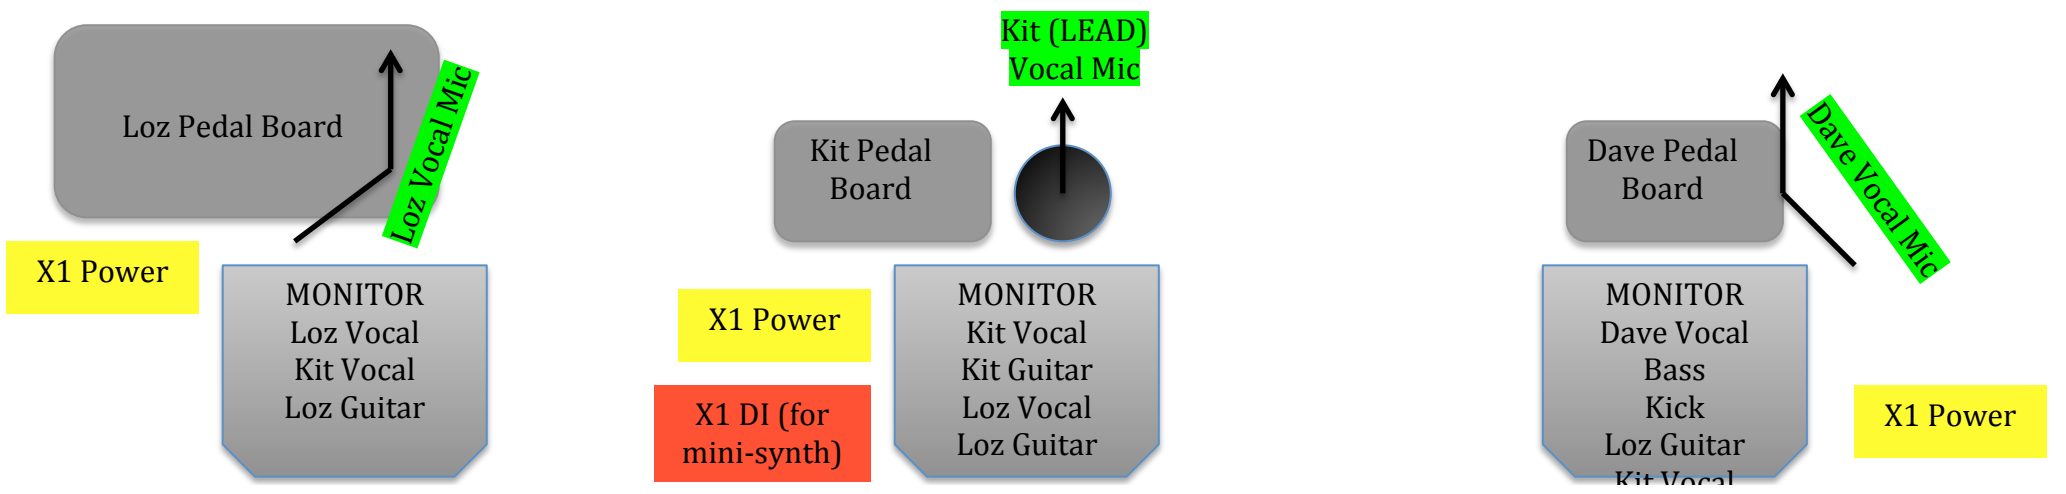 Loz Pedal Board
Loz Vocal Mic
X1 Power
MONITOR
Loz Vocal
Kit Vocal
Loz Guitar
Kit (LEAD)
Vocal Mic
Kit Pedal
Board
X1 Power
X1 DI (for
mini-synth)
MONITOR
Kit Vocal
Kit Guitar
Loz Vocal
Loz Guitar
Dave Pedal
Board
Dave Vocal Mic
MONITOR
Dave Vocal
Bass
Kick
Loz Guitar
Kit Vocal
X1 Power